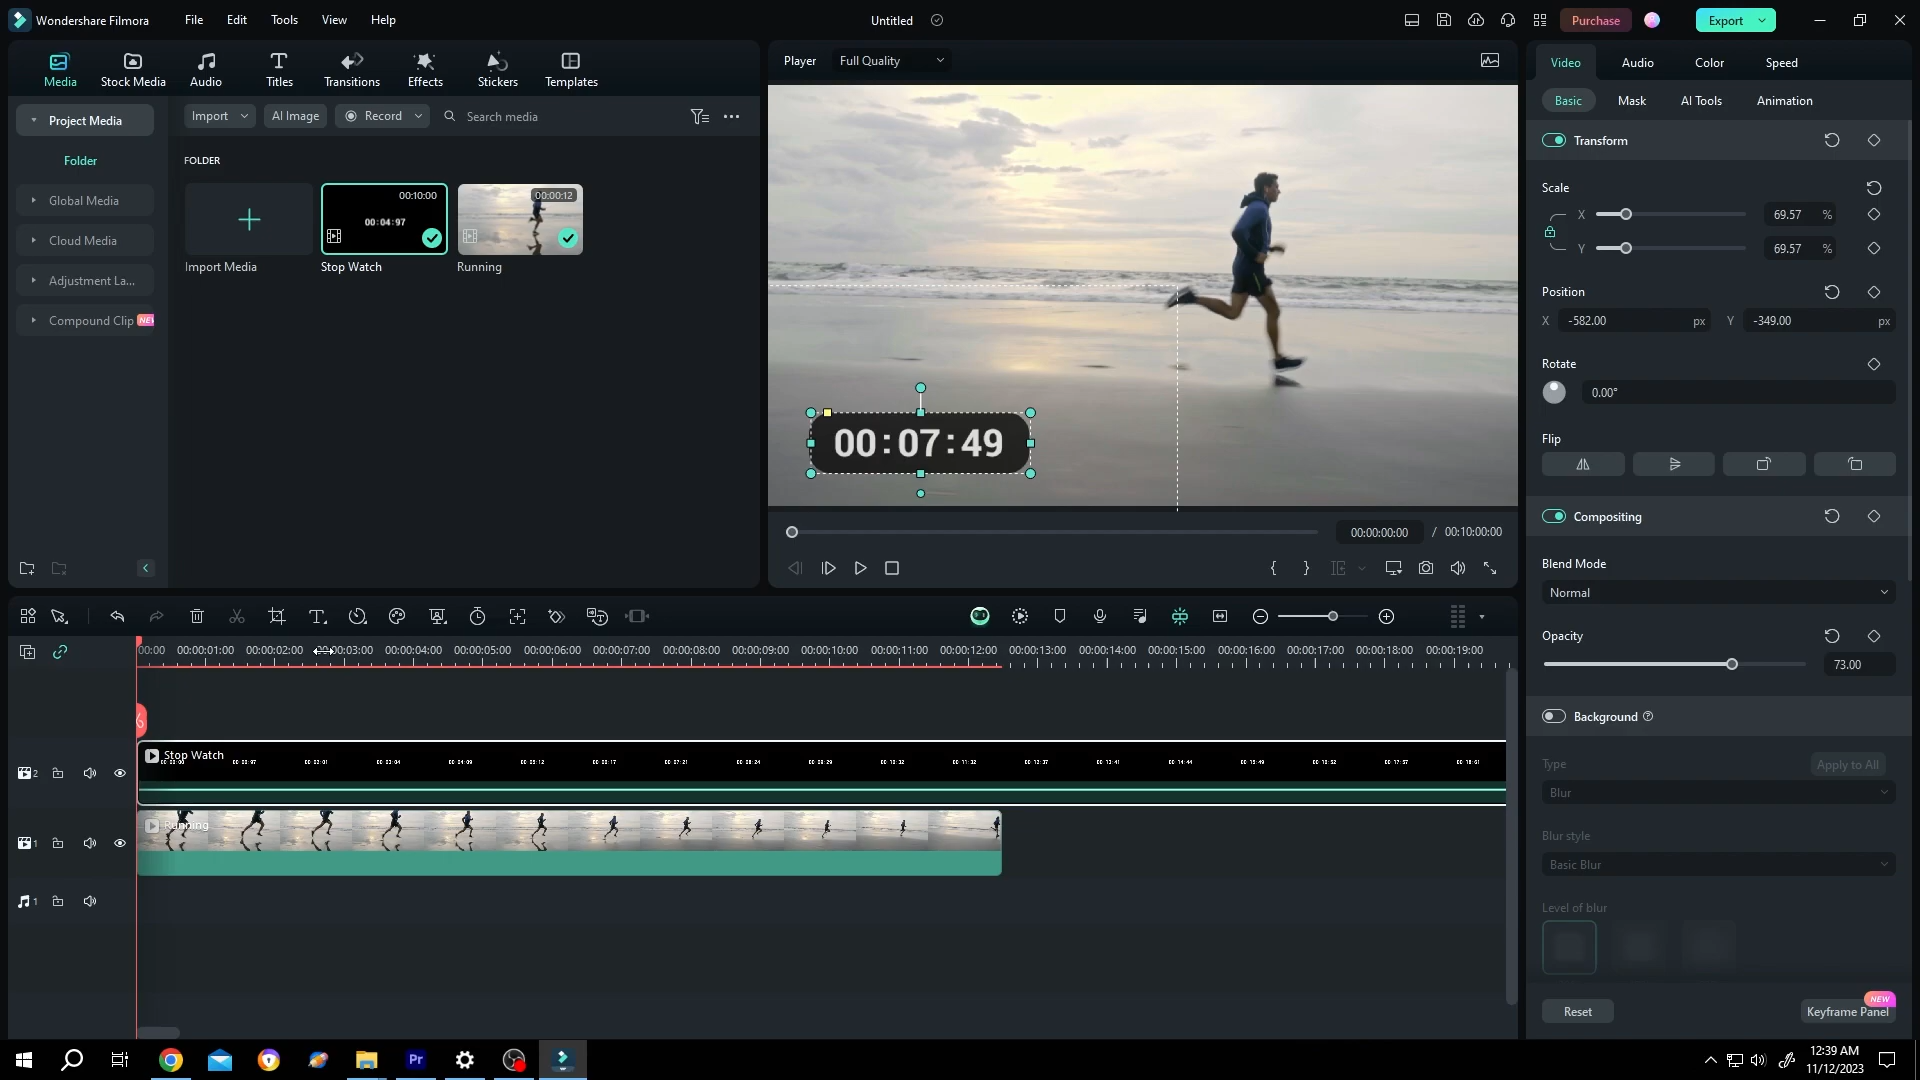 Wondershare Filmora File Edit Tools View Help Untitled Purchase Export
Media Stock Media Audio Titles Transitions Effects Stickers Templates
Player Full Quality
Video Audio Color Speed
Project Media
Import AI Image Record Search media
Basic Mask AI Tools Animation
Folder
FOLDER
Transform
Global Media
Cloud Media
Adjustment La...
Compound Clip NEW
00:10:00
00:04:97
00:00:12
Import Media Stop Watch Running
Scale
X 69.57 %
Y 69.57 %
Position
X -582.00 px Y -349.00 px
Rotate
0.00°
Flip
00:07:49
00:00:00:00 / 00:10:00:00
Compositing
Blend Mode
Normal
Opacity
73.00
00:00 00:00:01:00 00:00:02:00 00:00:03:00 00:00:04:00 00:00:05:00 00:00:06:00 00:00:07:00 00:00:08:00 00:00:09:00 00:00:10:00 00:00:11:00 00:00:12:00 00:00:13:00 00:00:14:00 00:00:15:00 00:00:16:00 00:00:17:00 00:00:18:00 00:00:19:00
Background
Type Apply to All
Blur
Blur style
Basic Blur
Level of blur
Stop Watch
2
Running
1
1
Reset Keyframe Panel
NEW
Pr
12:39 AM
11/12/2023